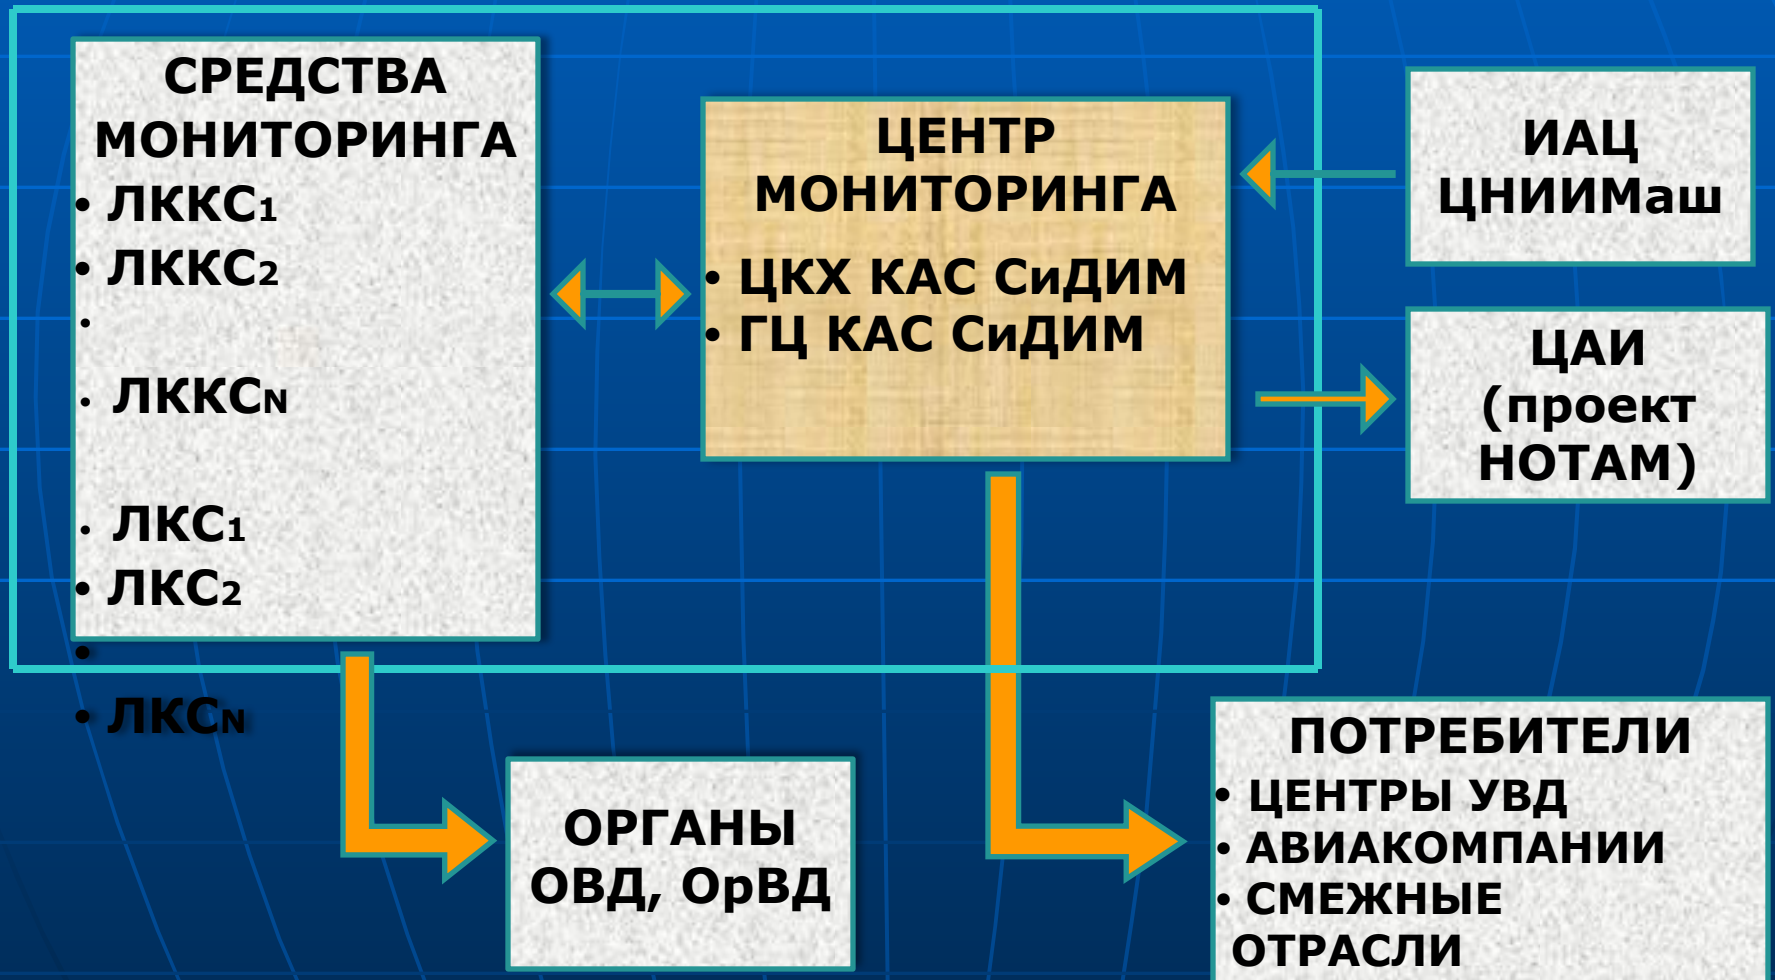 СРЕДСТВА
МОНИТОРИНГА
• ЛККС1
• ЛККС2
•
• ЛККСN
• ЛКС1
• ЛКС2
•
• ЛКСN
ЦЕНТР
МОНИТОРИНГА
• ЦКХ КАС СиДИМ
• ГЦ КАС СиДИМ
ИАЦ
ЦНИИМаш
ЦАИ
(проект
НОТАМ)
ОРГАНЫ
ОВД, ОрВД
ПОТРЕБИТЕЛИ
• ЦЕНТРЫ УВД
• АВИАКОМПАНИИ
• СМЕЖНЫЕ
ОТРАСЛИ